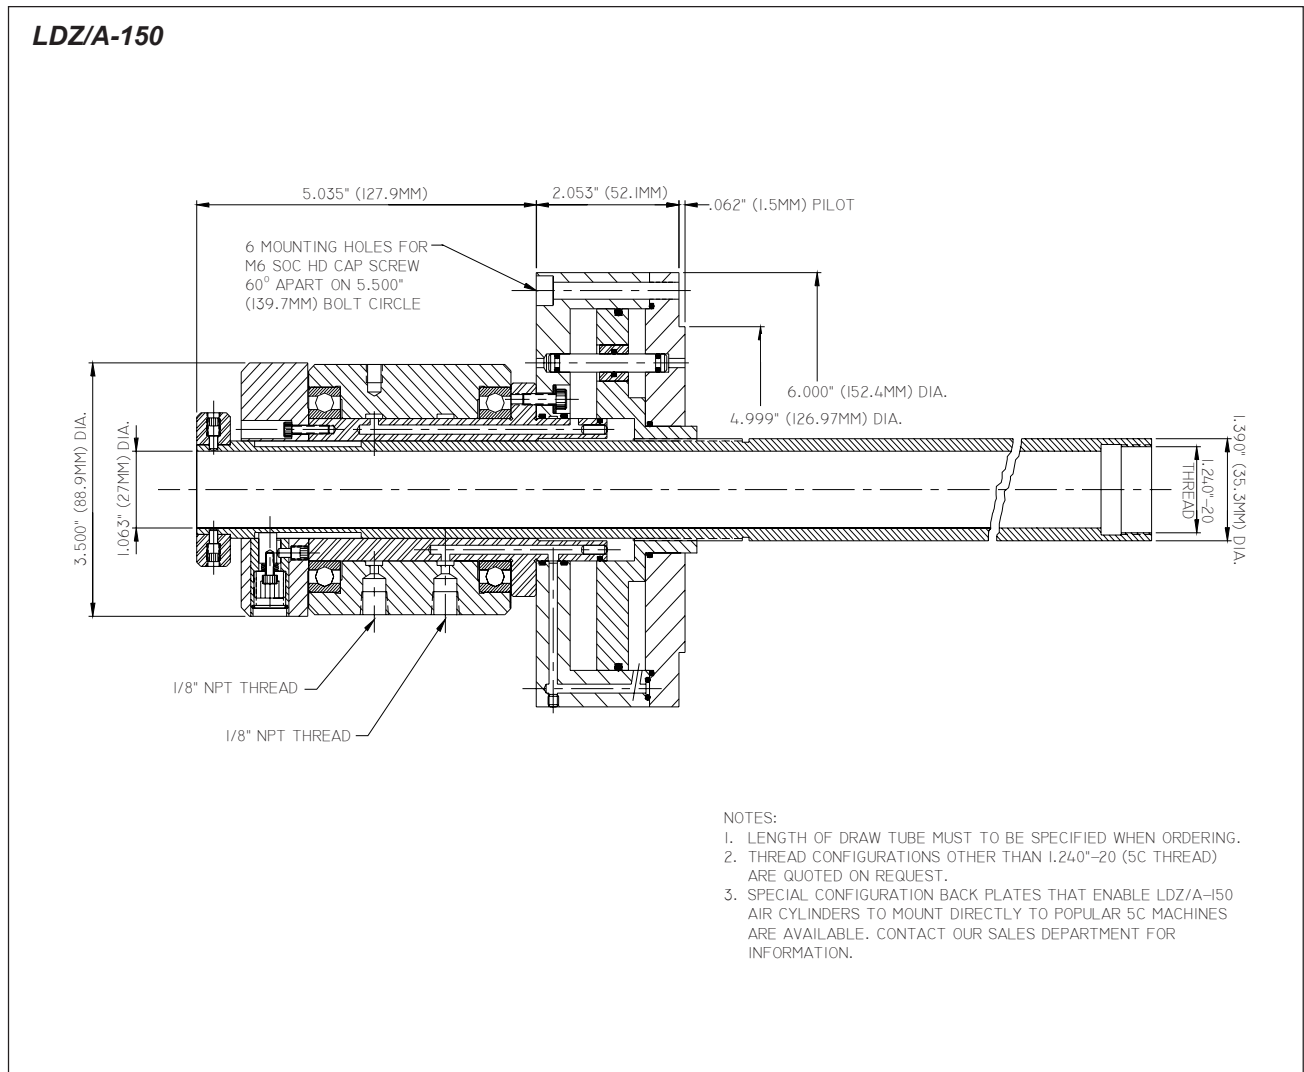 LDZ/A-150
5.035" (127.9MM)
2.053" (52.1MM)
.062" (1.5MM) PILOT
6 MOUNTING HOLES FOR
M6 SOC HD CAP SCREW
60° APART ON 5.500"
(139.7MM) BOLT CIRCLE
6.000" (152.4MM) DIA.
4.999" (126.97MM) DIA.
3.500" (88.9MM) DIA.
1.063" (27MM) DIA.
1.240"-20
THREAD
1.390" (35.3MM) DIA.
1/8" NPT THREAD
1/8" NPT THREAD
NOTES:
1. LENGTH OF DRAW TUBE MUST TO BE SPECIFIED WHEN ORDERING.
2. THREAD CONFIGURATIONS OTHER THAN 1.240"-20 (5C THREAD)
ARE QUOTED ON REQUEST.
3. SPECIAL CONFIGURATION BACK PLATES THAT ENABLE LDZ/A-150
AIR CYLINDERS TO MOUNT DIRECTLY TO POPULAR 5C MACHINES
ARE AVAILABLE. CONTACT OUR SALES DEPARTMENT FOR
INFORMATION.